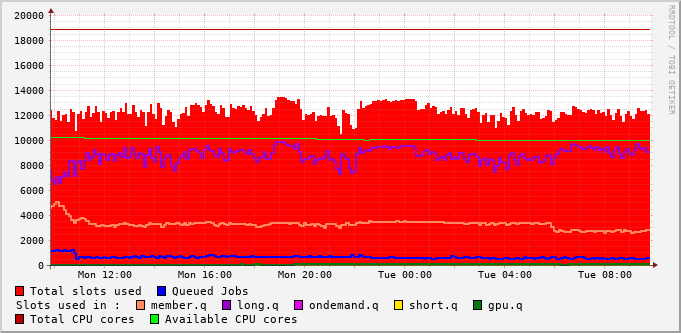 20000
18000
16000
14000
12000
10000
8000
6000
4000
2000
0
Mon 12:00 Mon 16:00 Mon 20:00 Tue 00:00 Tue 04:00 Tue 08:00
RRDTOOL / TOBI OETIKER
Total slots used Queued Jobs
Slots used in : member.q long.q ondemand.q short.q gpu.q
Total CPU cores Available CPU cores